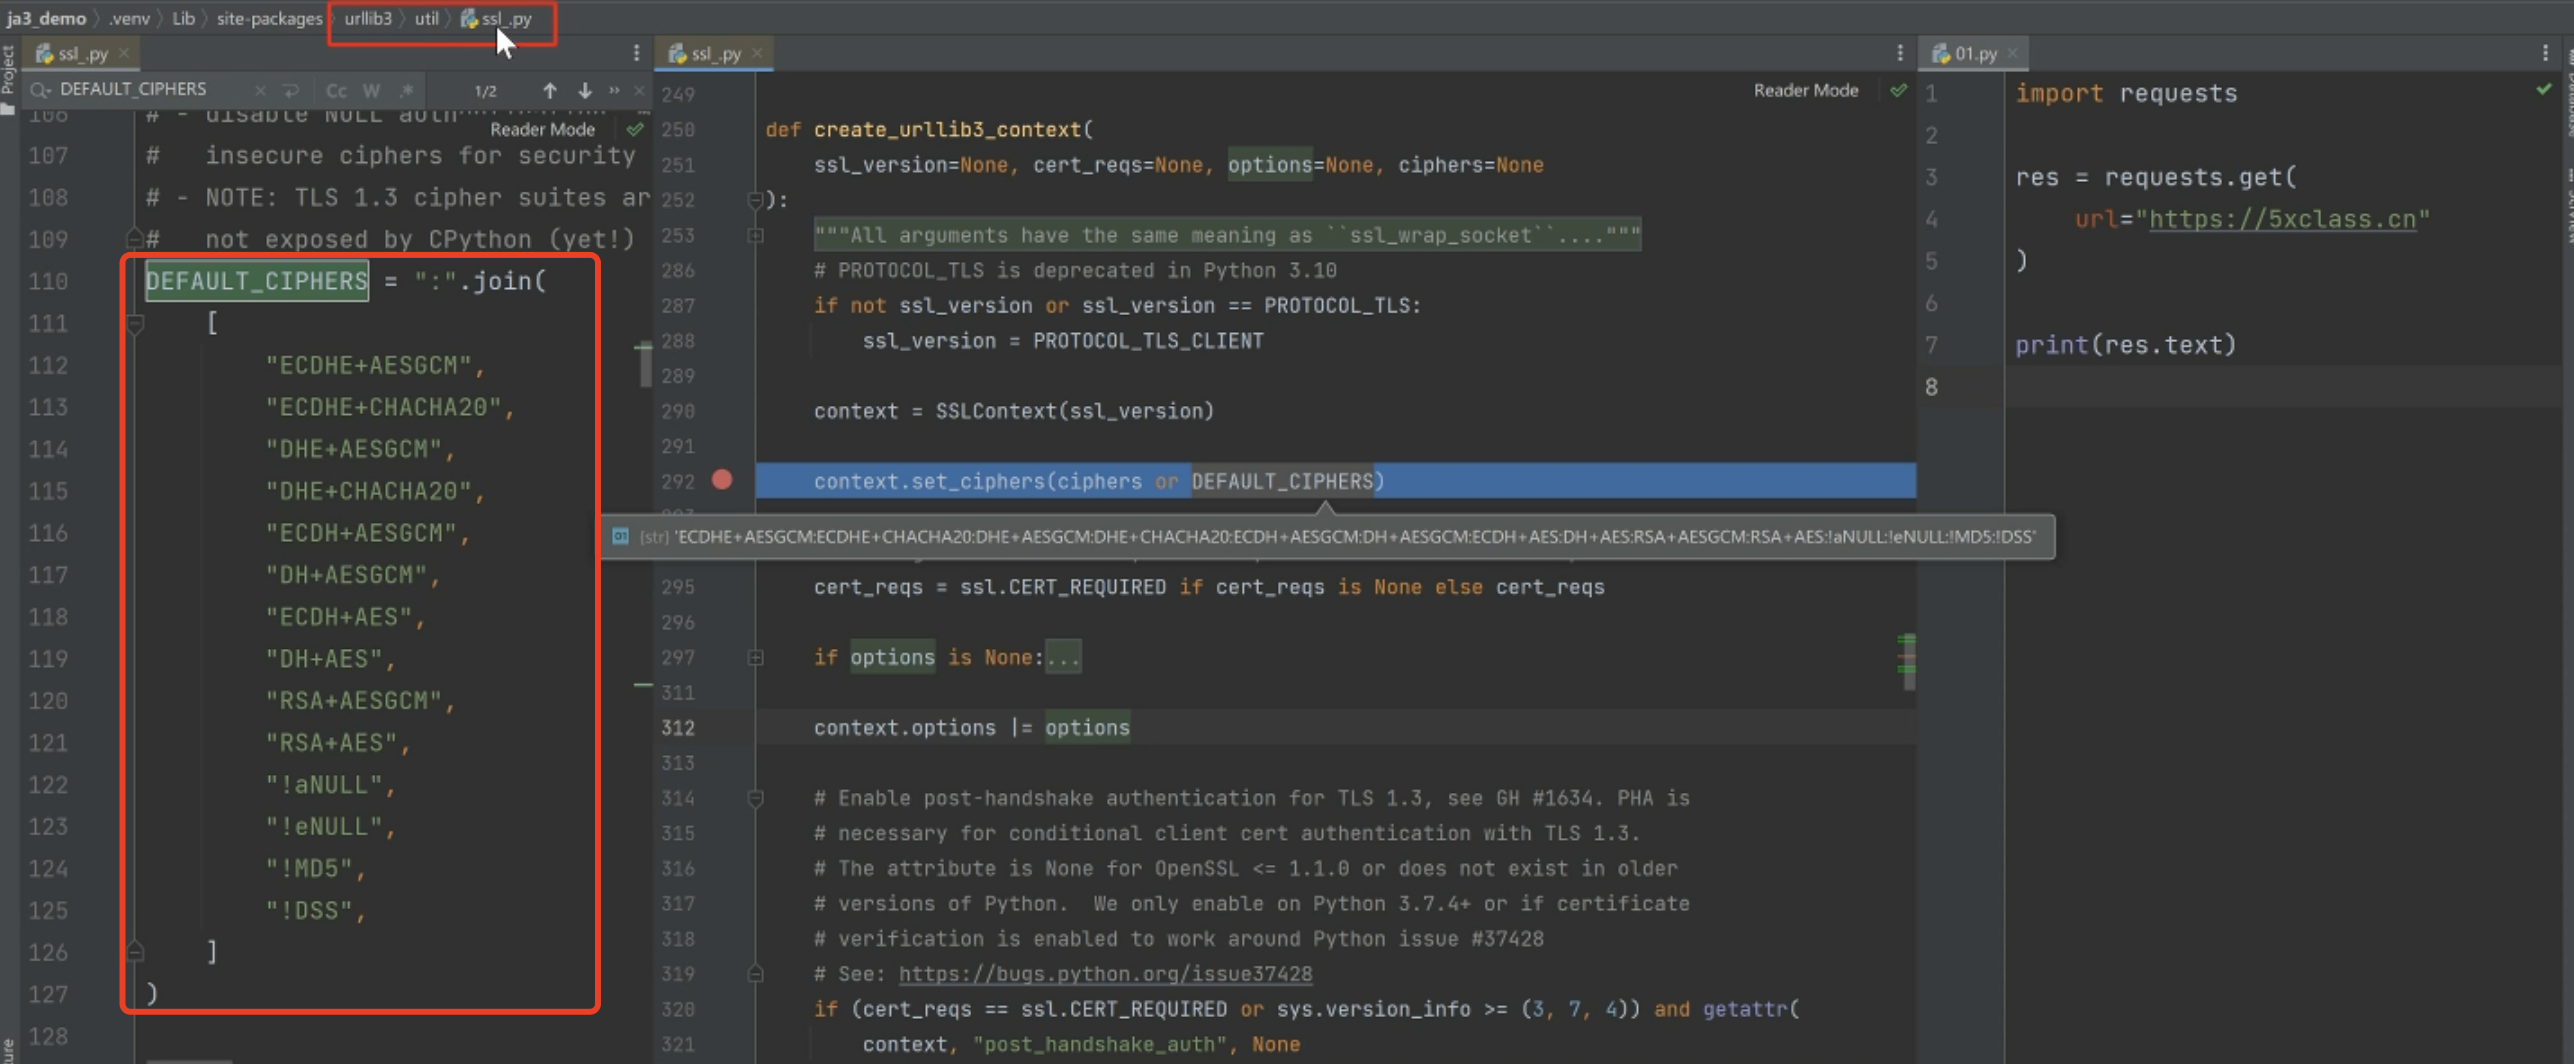 ja3_demo 〉 .venv 〉 Lib 〉 site-packages 〉 urllib3 〉 util 〉 ssl_.py
Project
ssl_.py
DEFAULT_CIPHERS
Cc W .*
1/2
Reader Mode
106 # - disable NULL
107 #   insecure ciphers for security
108 # - NOTE: TLS 1.3 cipher suites ar
109 #   not exposed by CPython (yet!)
110 DEFAULT_CIPHERS = ":".join(
111     [
112         "ECDHE+AESGCM",
113         "ECDHE+CHACHA20",
114         "DHE+AESGCM",
115         "DHE+CHACHA20",
116         "ECDH+AESGCM",
117         "DH+AESGCM",
118         "ECDH+AES",
119         "DH+AES",
120         "RSA+AESGCM",
121         "RSA+AES",
122         "!aNULL",
123         "!eNULL",
124         "!MD5",
125         "!DSS",
126     ]
127 )
128
ssl_.py
Reader Mode
249
250 def create_urllib3_context(
251     ssl_version=None, cert_reqs=None, options=None, ciphers=None
252 ):
253     """All arguments have the same meaning as ``ssl_wrap_socket``...."""
286     # PROTOCOL_TLS is deprecated in Python 3.10
287     if not ssl_version or ssl_version == PROTOCOL_TLS:
288         ssl_version = PROTOCOL_TLS_CLIENT
289
290     context = SSLContext(ssl_version)
291
292     context.set_ciphers(ciphers or DEFAULT_CIPHERS)
01 {str} 'ECDHE+AESGCM:ECDHE+CHACHA20:DHE+AESGCM:DHE+CHACHA20:ECDH+AESGCM:DH+AESGCM:ECDH+AES:DH+AES:RSA+AESGCM:RSA+AES:!aNULL:!eNULL:!MD5:!DSS'
295     cert_reqs = ssl.CERT_REQUIRED if cert_reqs is None else cert_reqs
296
297     if options is None:...
311
312     context.options |= options
313
314     # Enable post-handshake authentication for TLS 1.3, see GH #1634. PHA is
315     # necessary for conditional client cert authentication with TLS 1.3.
316     # The attribute is None for OpenSSL <= 1.1.0 or does not exist in older
317     # versions of Python.  We only enable on Python 3.7.4+ or if certificate
318     # verification is enabled to work around Python issue #37428
319     # See: https://bugs.python.org/issue37428
320     if (cert_reqs == ssl.CERT_REQUIRED or sys.version_info >= (3, 7, 4)) and getattr(
321         context, "post_handshake_auth", None
01.py
1 import requests
2
3 res = requests.get(
4     url="https://5xclass.cn"
5 )
6
7 print(res.text)
8